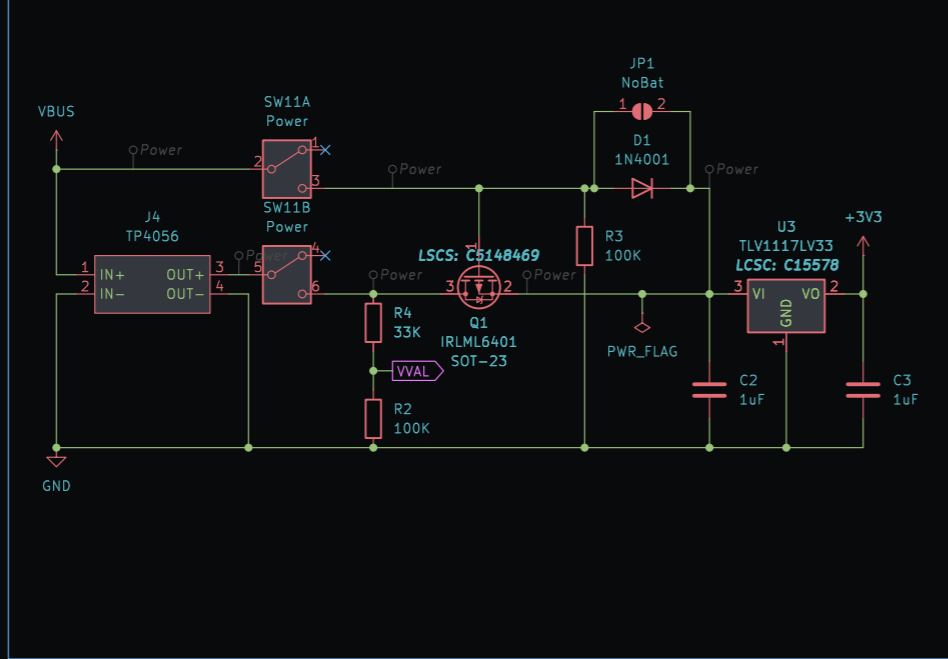 JP1
NoBat
1 2
VBUS
SW11A
Power
Power
1
2
3
D1
1N4001
Power
Power
SW11B
Power
J4
TP4056
U3
TLV1117LV33
LCSC: C15578
+3V3
Power
4
1 IN+ OUT+ 3
2 IN- OUT- 4
5
6
LSCS: C5148469
1
R3
100K
Power
Power
3 2
3 VI VO 2
GND
1
R4
33K
Q1
IRLML6401
SOT-23
PWR_FLAG
VVAL
R2
100K
C2
1uF
C3
1uF
GND